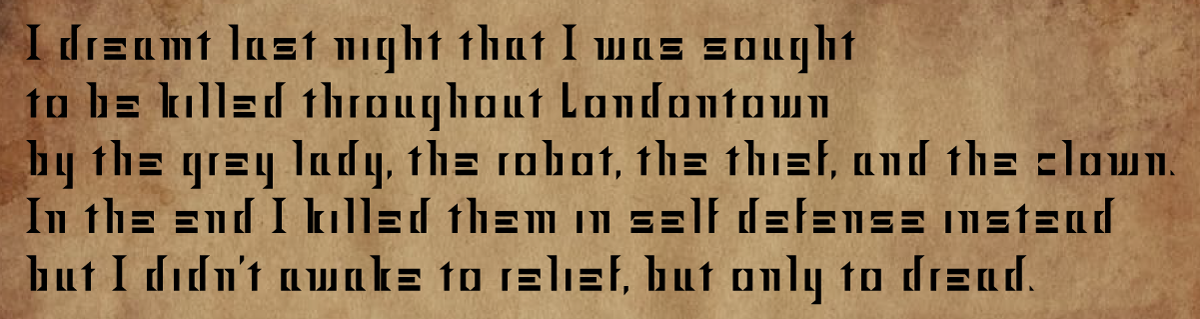 I dreamt last night that I was sought
to be killed throughout Londontown
by the grey lady, the robot, the thief, and the clown.
In the end I killed them in self defense instead
but I didn't awake to relief, but only to dread.